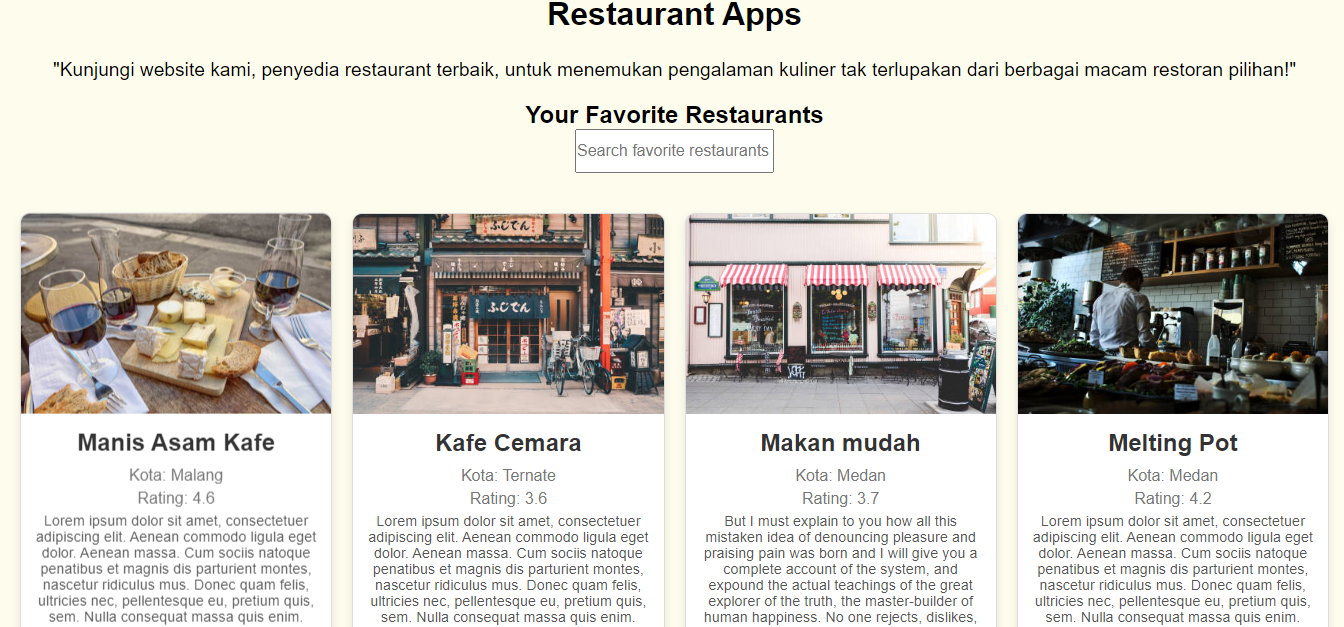 Restaurant Apps
"Kunjungi website kami, penyedia restaurant terbaik, untuk menemukan pengalaman kuliner tak terlupakan dari berbagai macam restoran pilihan!"
Your Favorite Restaurants
Search favorite restaurants
ふじでん
ふじでん
Manis Asam Kafe
Kota: Malang
Rating: 4.6
Lorem ipsum dolor sit amet, consectetuer
adipiscing elit. Aenean commodo ligula eget
dolor. Aenean massa. Cum sociis natoque
penatibus et magnis dis parturient montes,
nascetur ridiculus mus. Donec quam felis,
ultricies nec, pellentesque eu, pretium quis,
sem. Nulla consequat massa quis enim.
Kafe Cemara
Kota: Ternate
Rating: 3.6
Lorem ipsum dolor sit amet, consectetuer
adipiscing elit. Aenean commodo ligula eget
dolor. Aenean massa. Cum sociis natoque
penatibus et magnis dis parturient montes,
nascetur ridiculus mus. Donec quam felis,
ultricies nec, pellentesque eu, pretium quis,
sem. Nulla consequat massa quis enim.
Makan mudah
Kota: Medan
Rating: 3.7
But I must explain to you how all this
mistaken idea of denouncing pleasure and
praising pain was born and I will give you a
complete account of the system, and
expound the actual teachings of the great
explorer of the truth, the master-builder of
human happiness. No one rejects, dislikes,
Melting Pot
Kota: Medan
Rating: 4.2
Lorem ipsum dolor sit amet, consectetuer
adipiscing elit. Aenean commodo ligula eget
dolor. Aenean massa. Cum sociis natoque
penatibus et magnis dis parturient montes,
nascetur ridiculus mus. Donec quam felis,
ultricies nec, pellentesque eu, pretium quis,
sem. Nulla consequat massa quis enim.